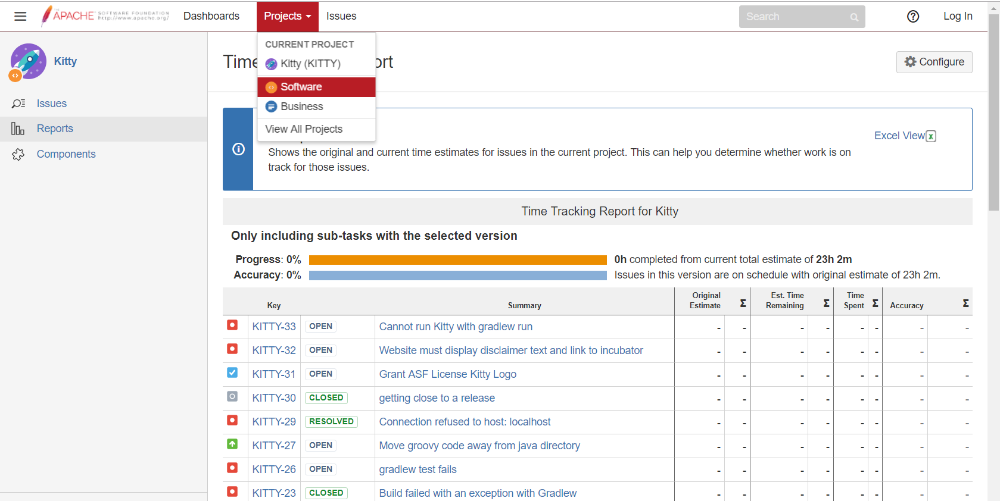 THE
APACHE SOFTWARE FOUNDATION
http://www.apache.org/
Dashboards
Projects
Issues
Search
Log In
CURRENT PROJECT
Kitty (KITTY)
Software
Business
View All Projects
Kitty
Issues
Reports
Components
Time
ort
Configure
Excel View
Shows the original and current time estimates for issues in the current project. This can help you determine whether work is on
track for those issues.
Time Tracking Report for Kitty
Only including sub-tasks with the selected version
Progress: 0% 0h completed from current total estimate of 23h 2m
Accuracy: 0% Issues in this version are on schedule with original estimate of 23h 2m.
Key Summary Original Estimate Σ Est. Time Remaining Σ Time Spent Σ Accuracy Σ
KITTY-33 OPEN Cannot run Kitty with gradlew run - - - - - - - -
KITTY-32 OPEN Website must display disclaimer text and link to incubator - - - - - - - -
KITTY-31 OPEN Grant ASF License Kitty Logo - - - - - - - -
KITTY-30 CLOSED getting close to a release - - - - - - - -
KITTY-29 RESOLVED Connection refused to host: localhost - - - - - - - -
KITTY-27 OPEN Move groovy code away from java directory - - - - - - - -
KITTY-26 OPEN gradlew test fails - - - - - - - -
KITTY-23 CLOSED Build failed with an exception with Gradlew - - - - - - - -